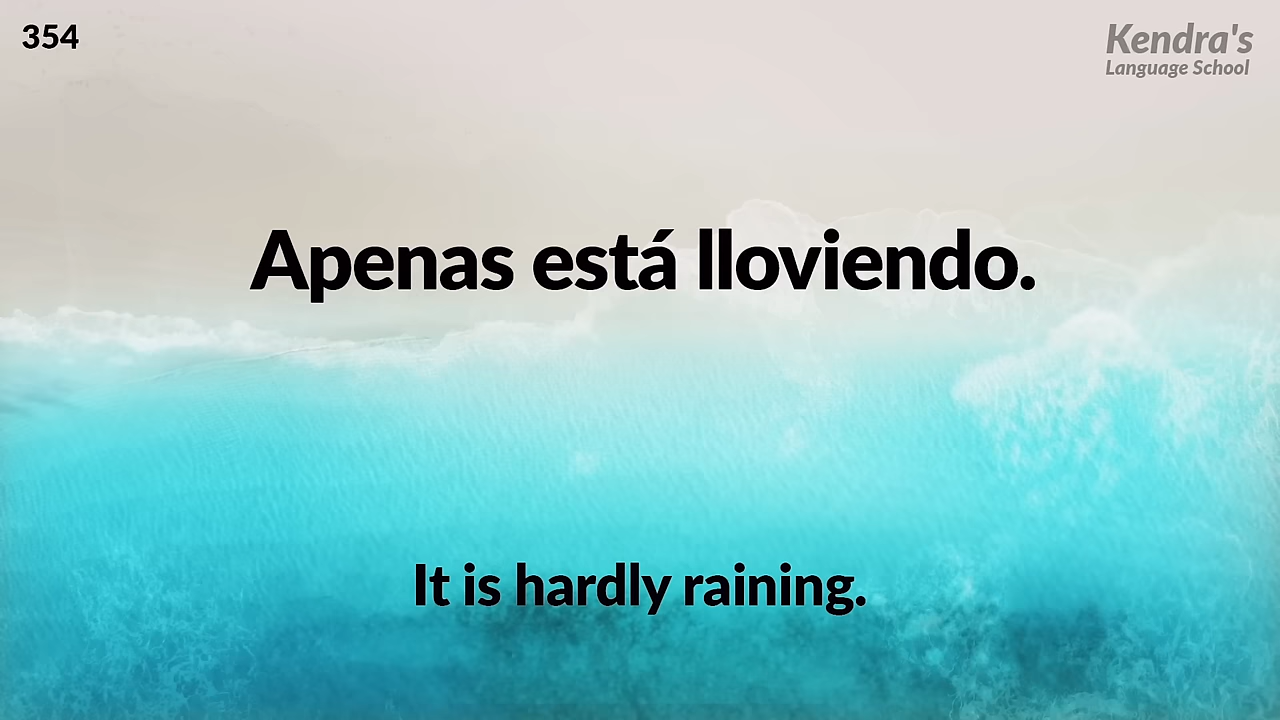 354
Kendra's
Language School
Apenas está lloviendo.
It is hardly raining.